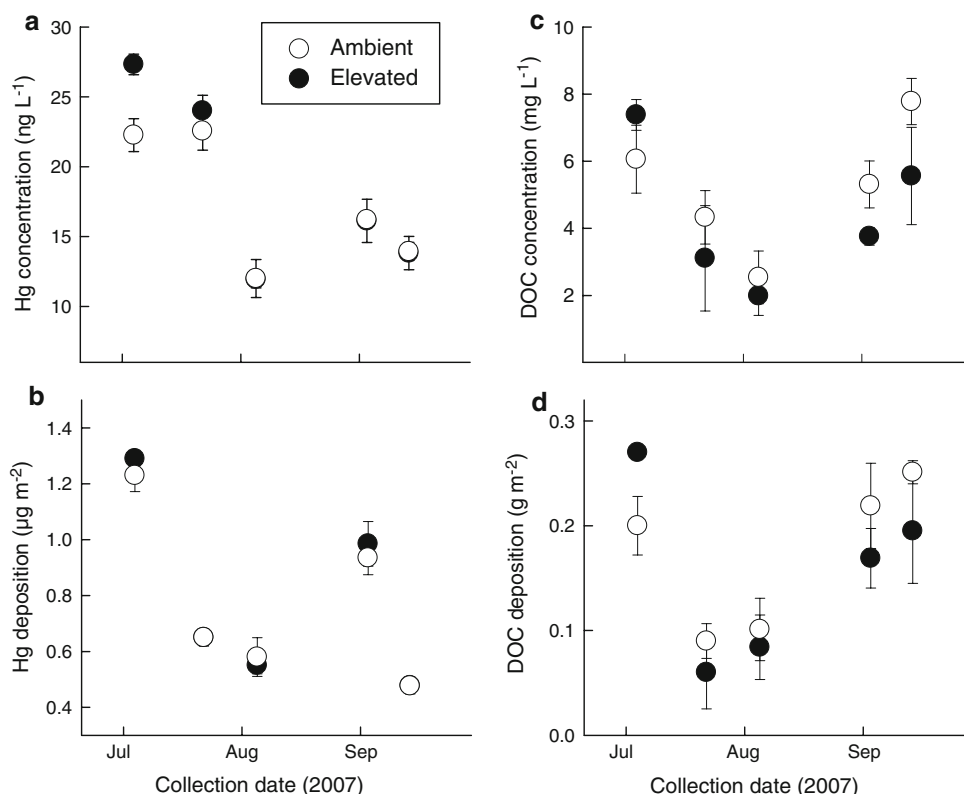 a
Hg concentration (ng L⁻¹)
30
25
20
15
10
Ambient
Elevated
c
DOC concentration (mg L⁻¹)
8
6
4
2
b
Hg deposition (µg m⁻²)
1.4
1.2
1.0
0.8
0.6
0.4
Jul Aug Sep
Collection date (2007)
d
DOC deposition (g m⁻²)
0.3
0.2
0.1
0.0
Jul Aug Sep
Collection date (2007)